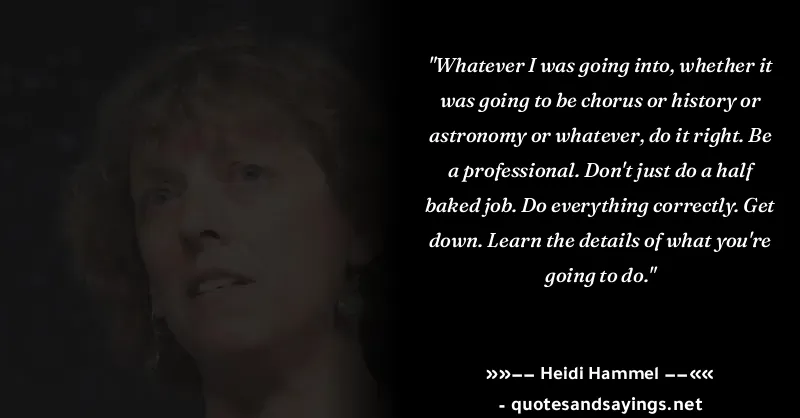 "Whatever I was going into, whether it
was going to be chorus or history or
astronomy or whatever, do it right. Be
a professional. Don't just do a half
baked job. Do everything correctly. Get
down. Learn the details of what you're
going to do."
»»−− Heidi Hammel −−««
- quotesandsayings.net